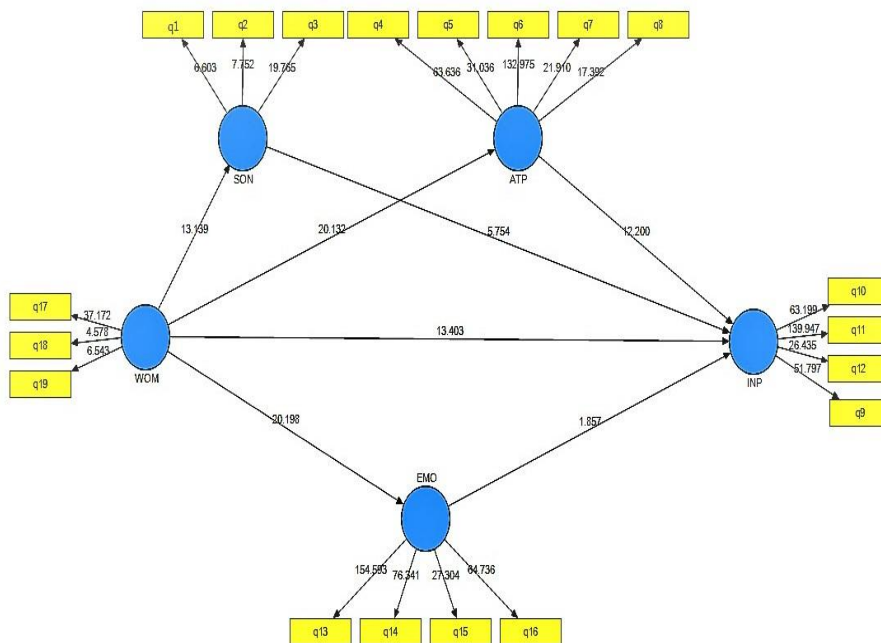 q1
q2
q3
q4
q5
q6
q7
q8
6.603
7.752
19.765
63.636
31.036
132.975
21.910
17.392
SON
ATP
13.139
20.132
5.754
12.200
q17
q18
q19
37.172
4.578
6.543
WOM
13.403
INP
63.199
139.947
26.435
51.797
q10
q11
q12
q9
20.198
1.857
EMO
154.593
76.341
27.304
64.736
q13
q14
q15
q16